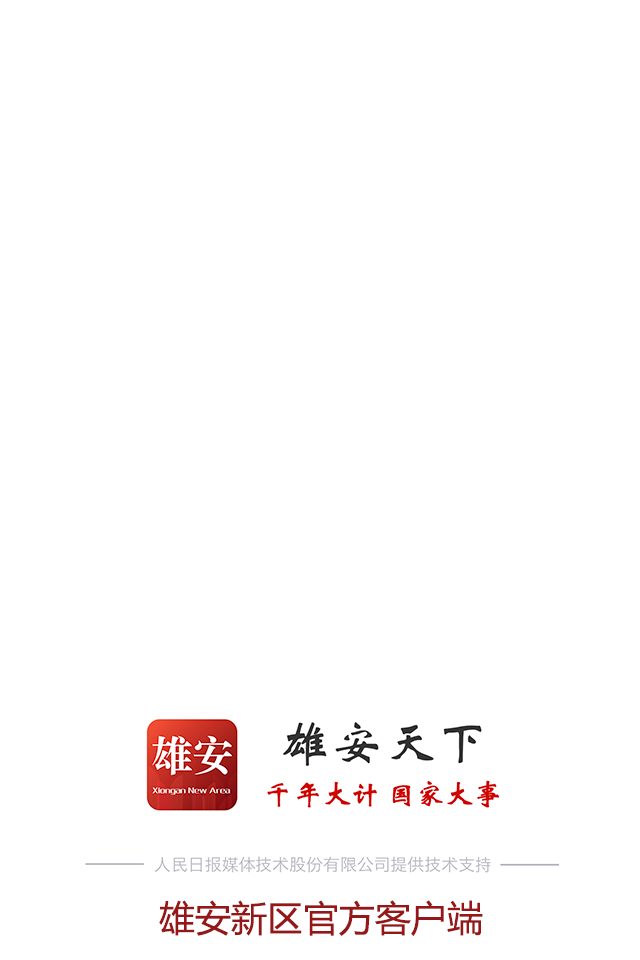 雄安
Xiongan New Area
雄安天下
千年大计 国家大事
人民日报媒体技术股份有限公司提供技术支持
雄安新区官方客户端